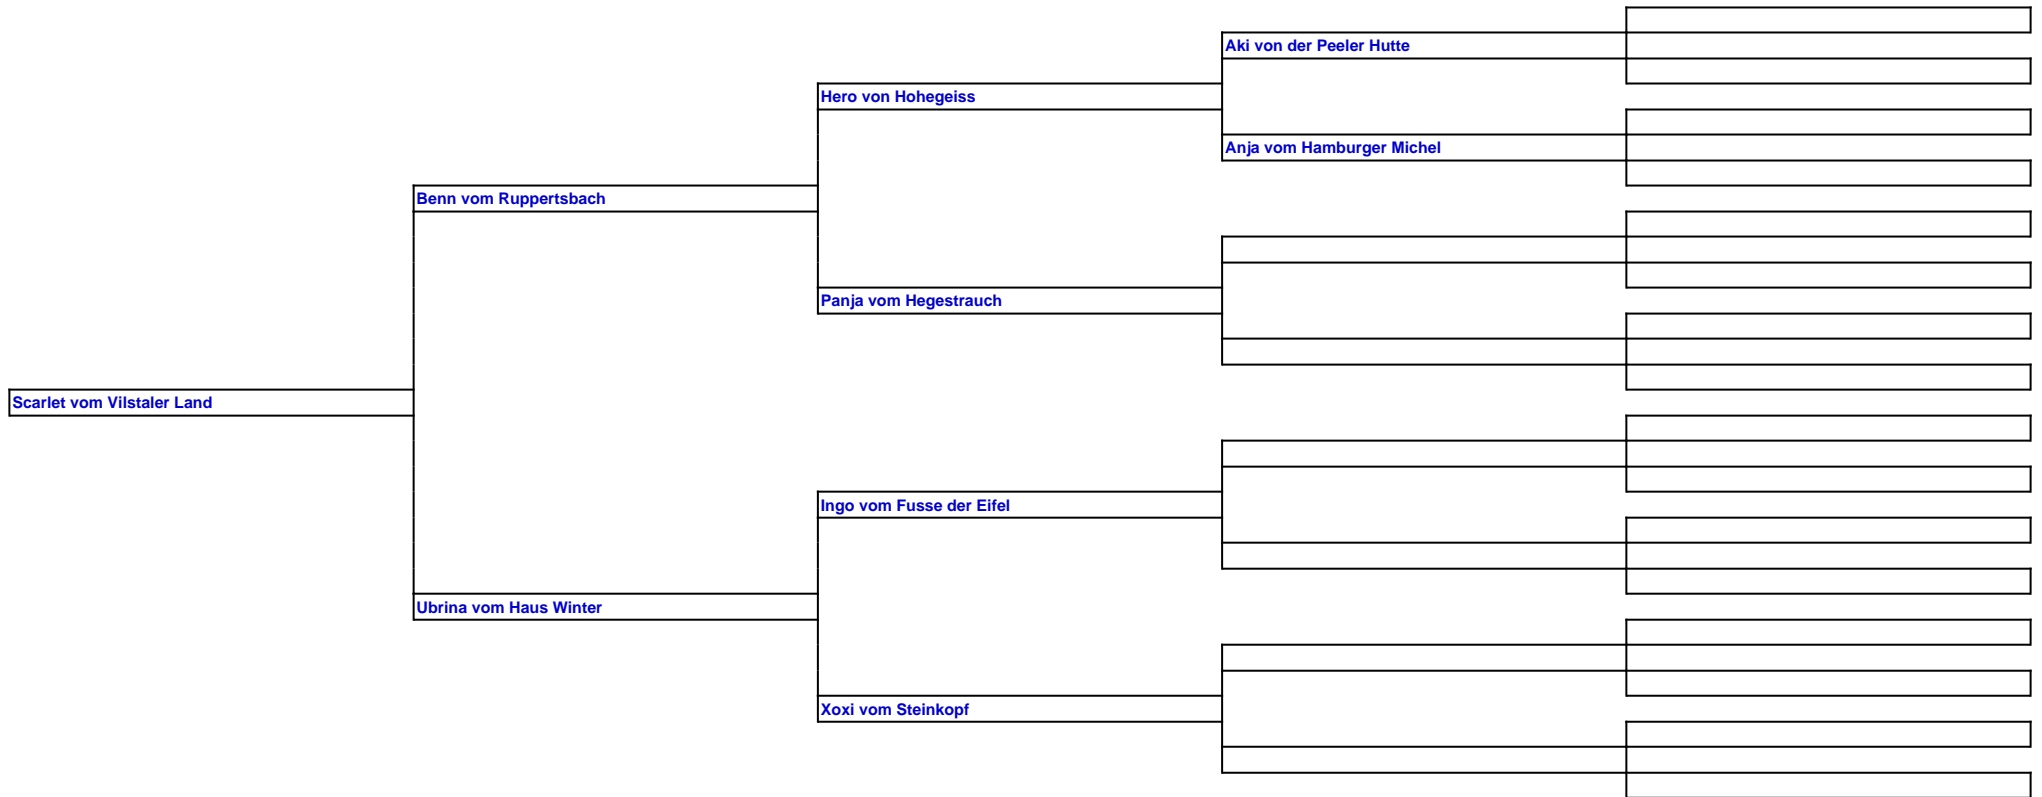 Aki von der Peeler Hutte
Hero von Hohegeiss
Anja vom Hamburger Michel
Benn vom Ruppertsbach
Panja vom Hegestrauch
Scarlet vom Vilstaler Land
Ingo vom Fusse der Eifel
Ubrina vom Haus Winter
Xoxi vom Steinkopf